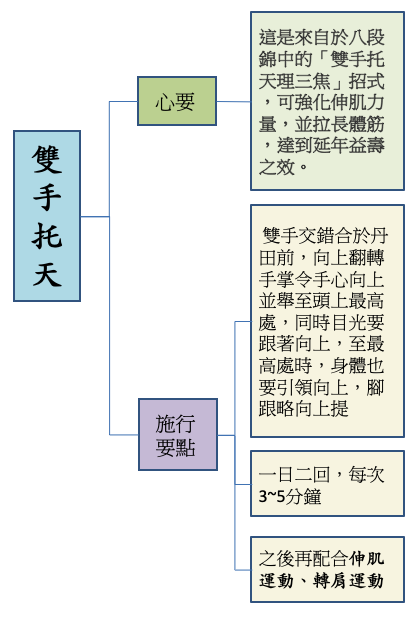 雙
手
托
天
心要
這是來自於八段
錦中的「雙手托
天理三焦」招式
，可強化伸肌力
量，並拉長體筋
，達到延年益壽
之效。
施行
要點
雙手交錯合於丹
田前，向上翻轉
手掌令手心向上
並舉至頭上最高
處，同時目光要
跟著向上，至最
高處時，身體也
要引領向上，腳
跟略向上提
一日二回，每次
3~5分鐘
之後再配合伸肌
運動、轉肩運動